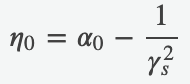 η₀ = α₀ − 1/γₛ²